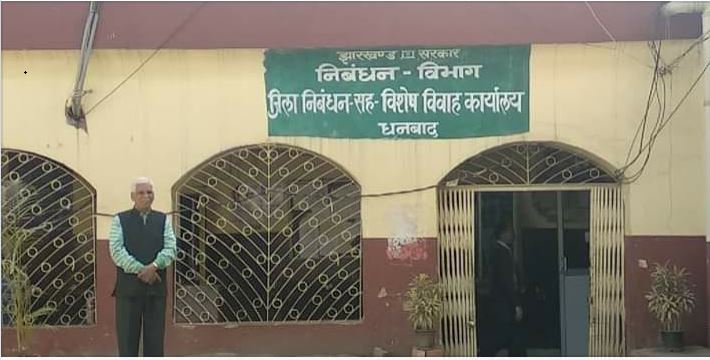 झारखण्ड सरकार
निबंधन - विभाग
जिला निबंधन-सह-विशेष विवाह कार्यालय
धनबाद